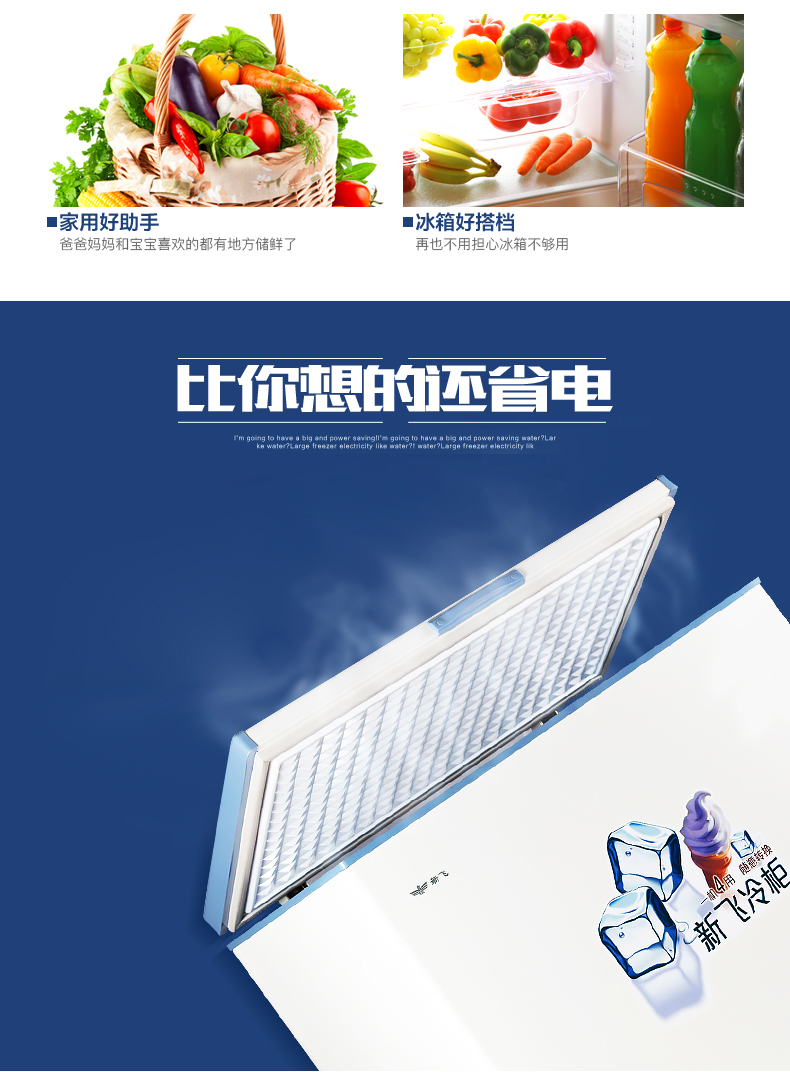 家用好助手
爸爸妈妈和宝宝喜欢的都有地方储鲜了
冰箱好搭档
再也不用担心冰箱不够用
比你想的还省电
I'm going to have a big and power saving!I'm going to have a big and power saving water?Lar
ke water?Large freezer electricity like water?! water?Large freezer electricity lik
一机4用 随意转换
新飞冷柜